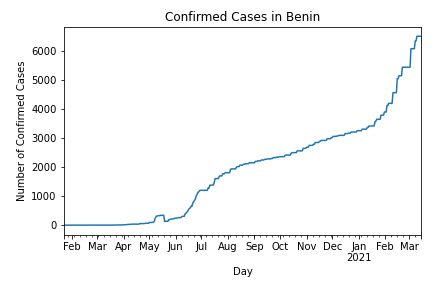 Confirmed Cases in Benin
Number of Confirmed Cases
6000
5000
4000
3000
2000
1000
0
Feb Mar Apr May Jun Jul Aug Sep Oct Nov Dec Jan Feb Mar
2021
Day